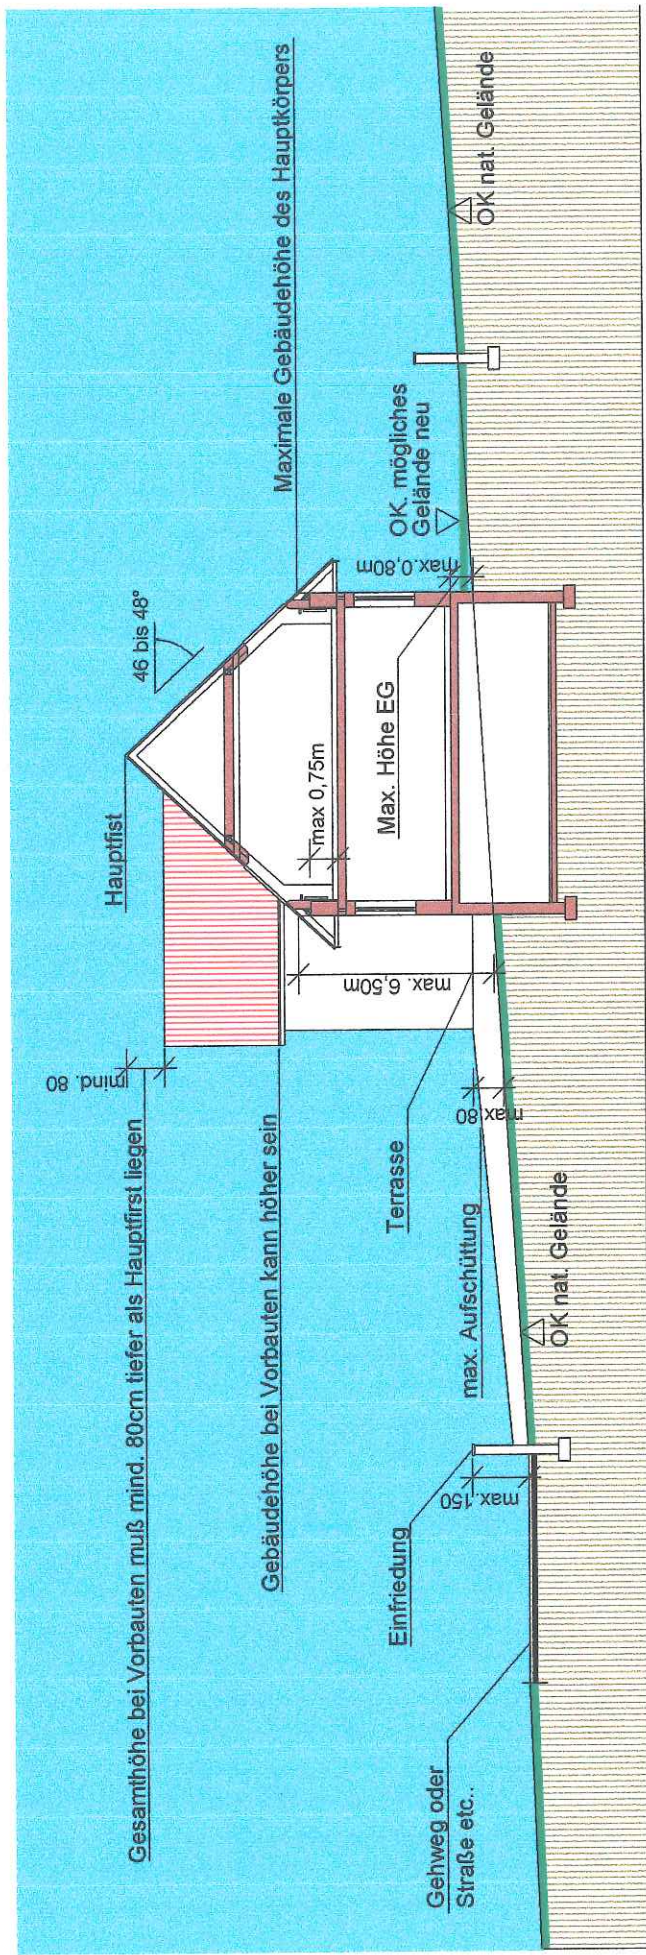 Gesamthöhe bei Vorbauten muß mind. 80cm tiefer als Hauptfirst liegen
mind. 80
Hauptfist
46 bis 48°
Maximale Gebäudehöhe des Hauptkörpers
Gebäudehöhe bei Vorbauten kann höher sein
max 0,75m
max. 6,50m
Max. Höhe EG
max.0,80m
OK. mögliches
Gelände neu
OK nat. Gelände
Einfriedung
max.150
Terrasse
max. Aufschüttung
max.80
OK nat. Gelände
Gehweg oder
Straße etc..